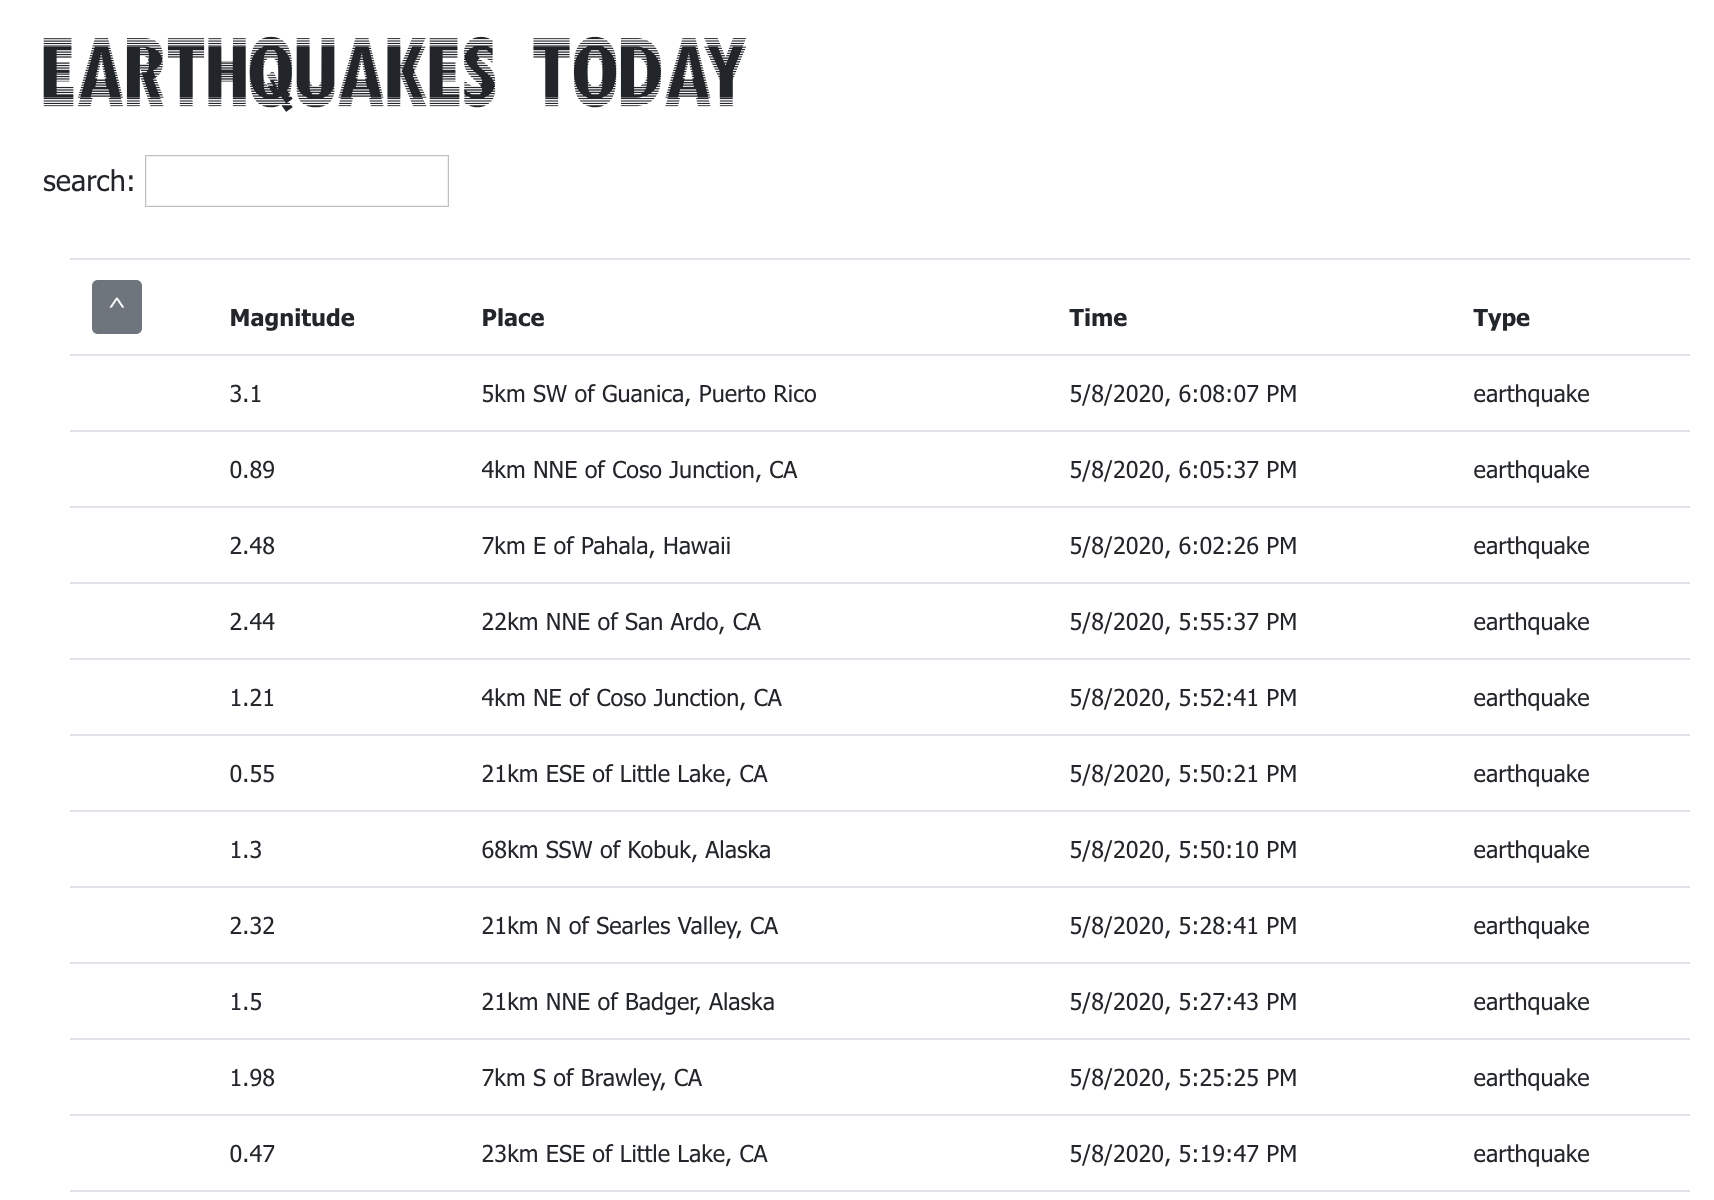 EARTHQUAKES TODAY
search:
^ Magnitude Place Time Type
3.1 5km SW of Guanica, Puerto Rico 5/8/2020, 6:08:07 PM earthquake
0.89 4km NNE of Coso Junction, CA 5/8/2020, 6:05:37 PM earthquake
2.48 7km E of Pahala, Hawaii 5/8/2020, 6:02:26 PM earthquake
2.44 22km NNE of San Ardo, CA 5/8/2020, 5:55:37 PM earthquake
1.21 4km NE of Coso Junction, CA 5/8/2020, 5:52:41 PM earthquake
0.55 21km ESE of Little Lake, CA 5/8/2020, 5:50:21 PM earthquake
1.3 68km SSW of Kobuk, Alaska 5/8/2020, 5:50:10 PM earthquake
2.32 21km N of Searles Valley, CA 5/8/2020, 5:28:41 PM earthquake
1.5 21km NNE of Badger, Alaska 5/8/2020, 5:27:43 PM earthquake
1.98 7km S of Brawley, CA 5/8/2020, 5:25:25 PM earthquake
0.47 23km ESE of Little Lake, CA 5/8/2020, 5:19:47 PM earthquake